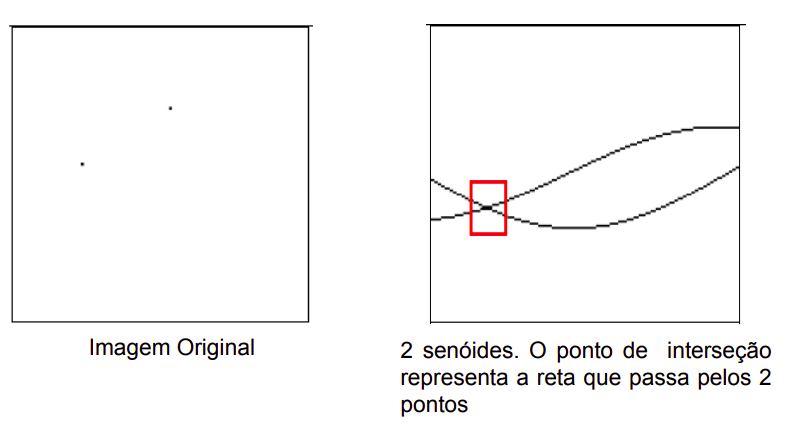 Imagem Original
2 senóides. O ponto de interseção
representa a reta que passa pelos 2
pontos